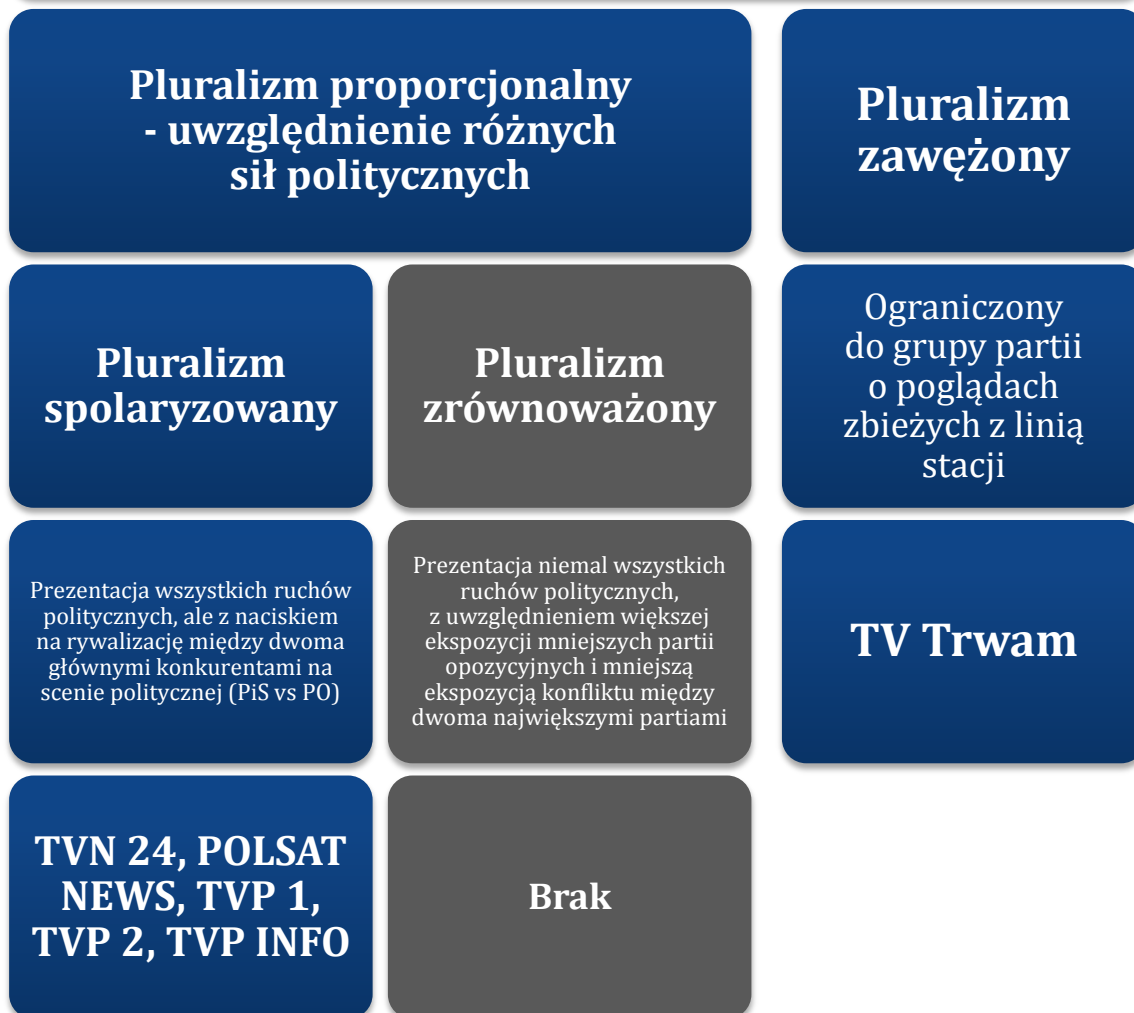 Pluralizm proporcjonalny
- uwzględnienie różnych
sił politycznych
Pluralizm
zawężony
Pluralizm
spolaryzowany
Pluralizm
zrównoważony
Ograniczony
do grupy partii
o poglądach
zbieżych z linią
stacji
Prezentacja wszystkich ruchów
politycznych, ale z naciskiem
na rywalizację między dwoma
głównymi konkurentami na
scenie politycznej (PiS vs PO)
Prezentacja niemal wszystkich
ruchów politycznych,
z uwzględnieniem większej
ekspozycji mniejszych partii
opozycyjnych i mniejszą
ekspozycją konfliktu między
dwoma największymi partiami
TV Trwam
TVN 24, POLSAT
NEWS, TVP 1,
TVP 2, TVP INFO
Brak